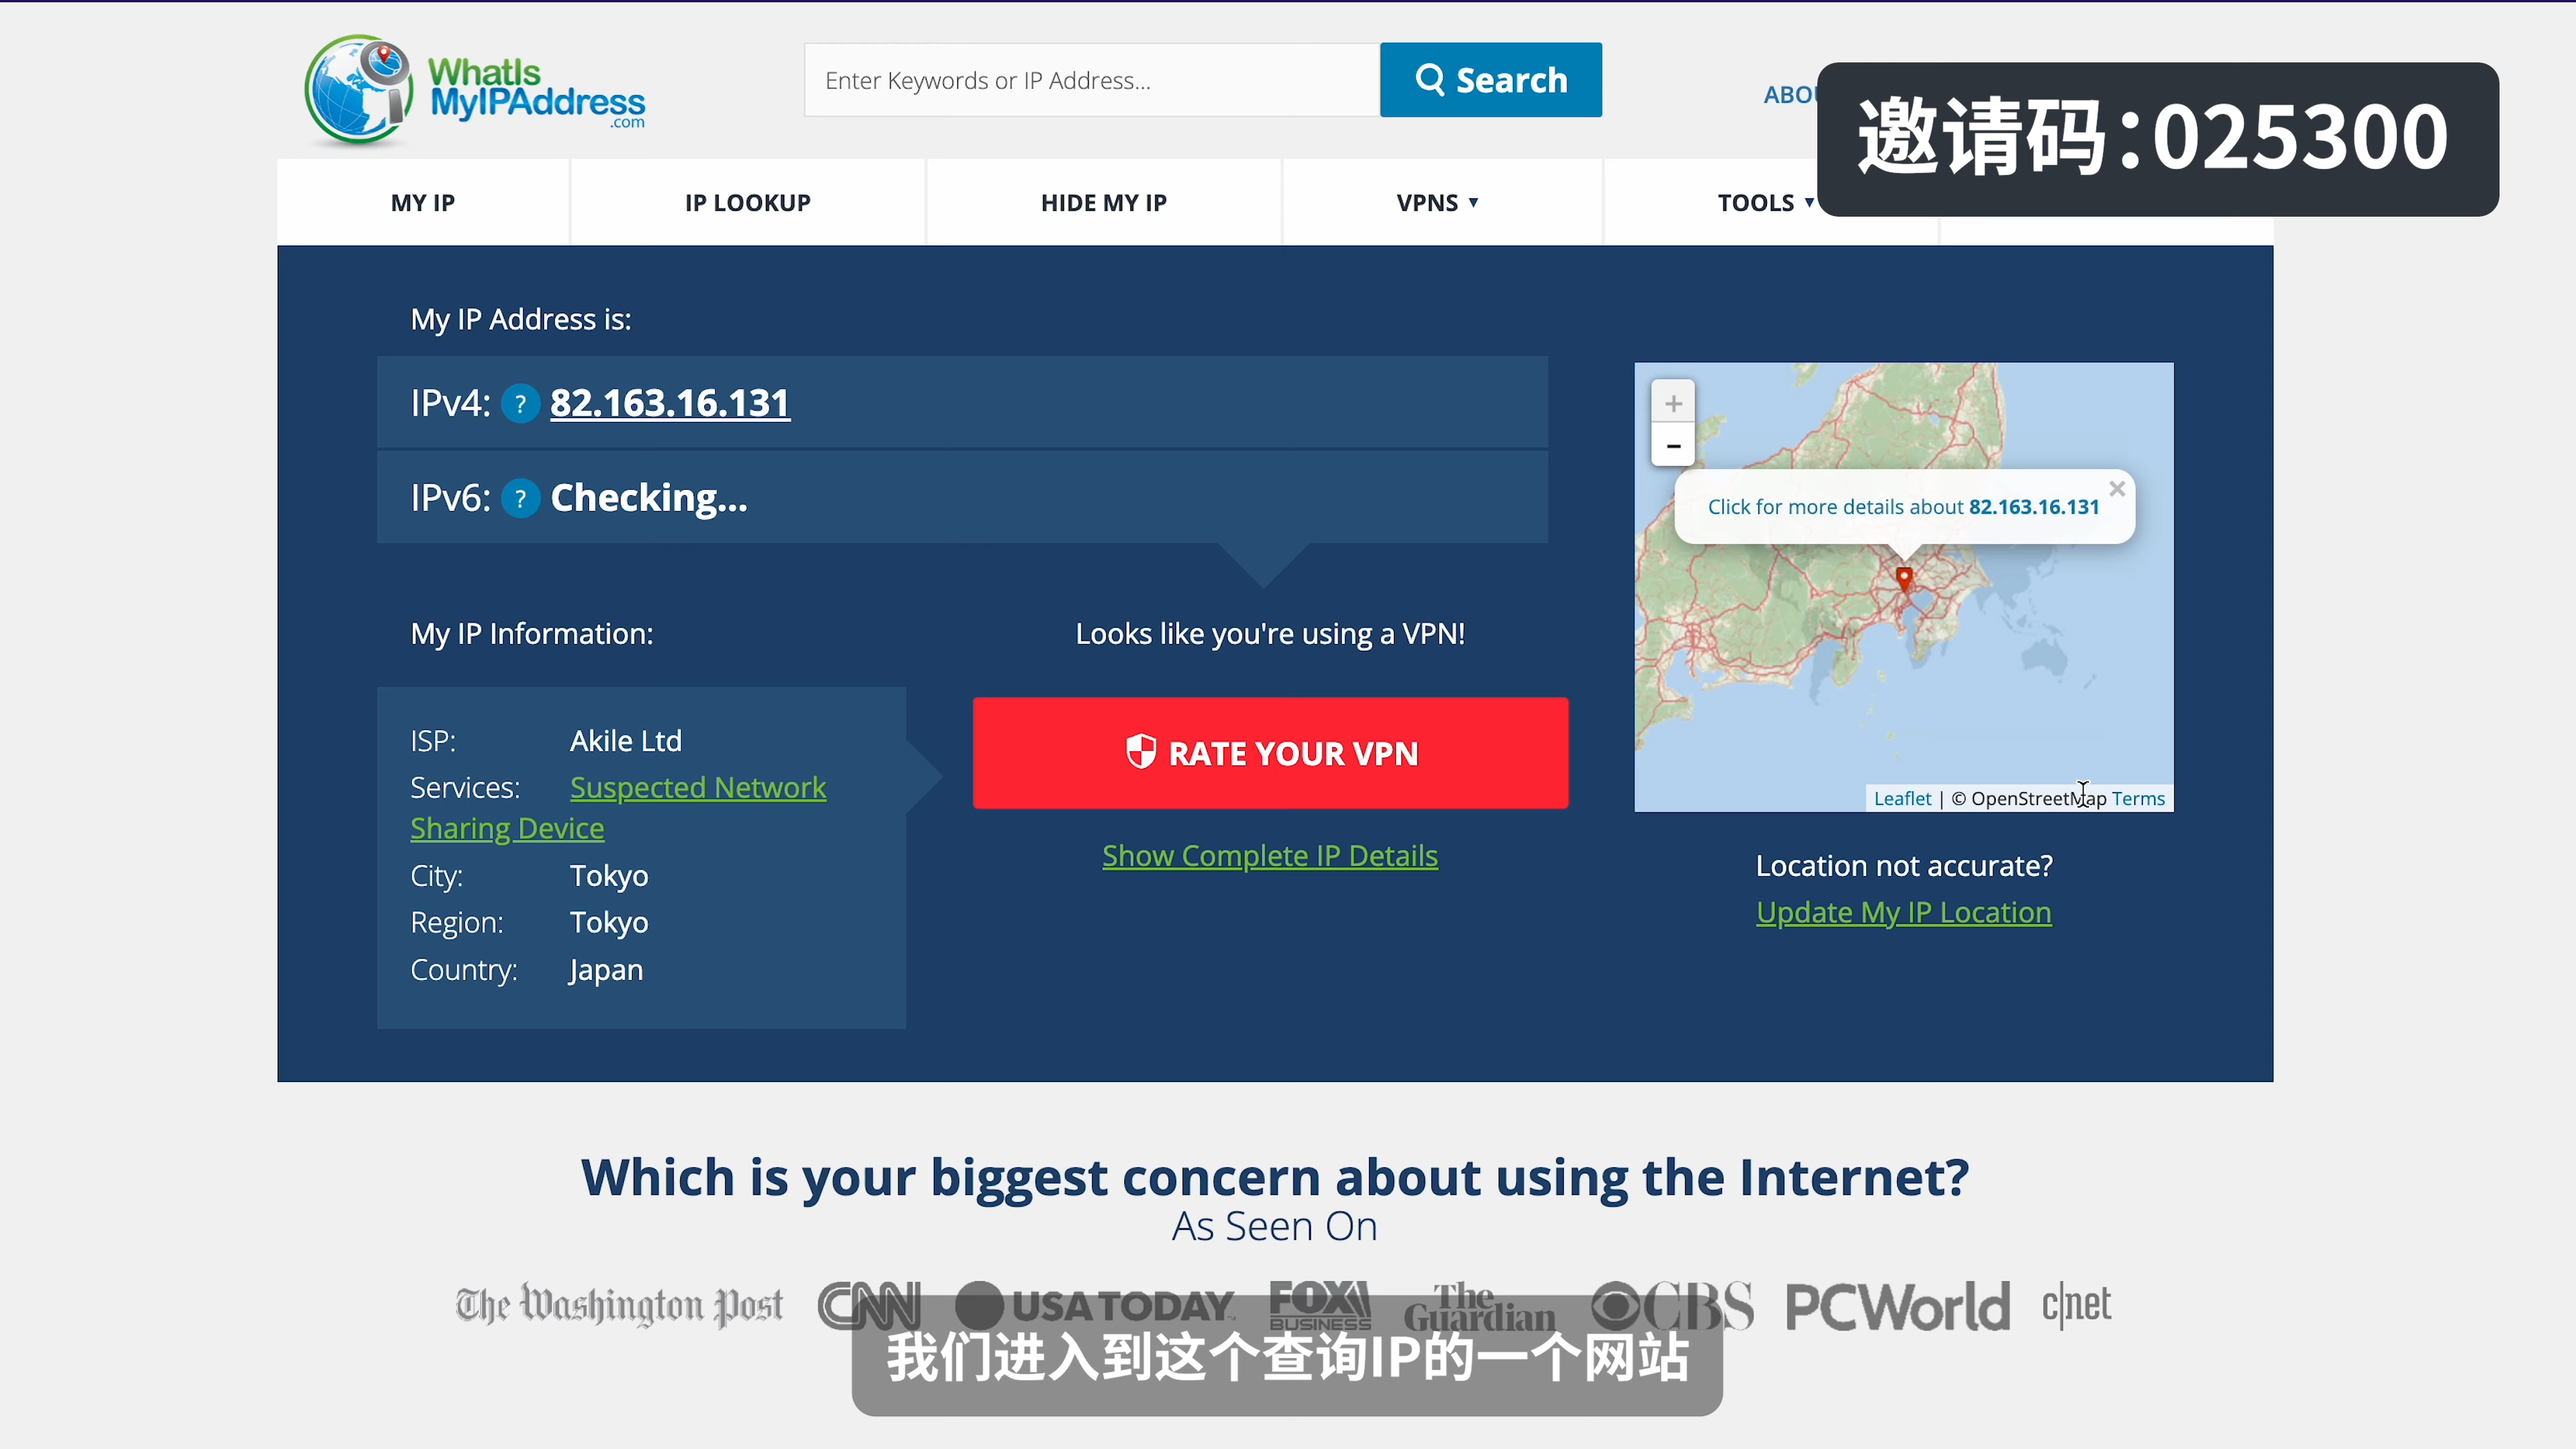 WhatIs
MyIPAddress
.com
Enter Keywords or IP Address...
Search
ABOU
邀请码：025300
MY IP
IP LOOKUP
HIDE MY IP
VPNS ▼
TOOLS ▼
My IP Address is:
IPv4: ? 82.163.16.131
IPv6: ? Checking...
+
−
Click for more details about 82.163.16.131
×
Leaflet | © OpenStreetMap Terms
My IP Information:
ISP: Akile Ltd
Services: Suspected Network
Sharing Device
City: Tokyo
Region: Tokyo
Country: Japan
Looks like you're using a VPN!
RATE YOUR VPN
Show Complete IP Details
Location not accurate?
Update My IP Location
Which is your biggest concern about using the Internet?
As Seen On
The Washington Post
CNN
USA TODAY
FOX
BUSINESS
The
Guardian
CBS
PCWorld
c|net
我们进入到这个查询IP的一个网站